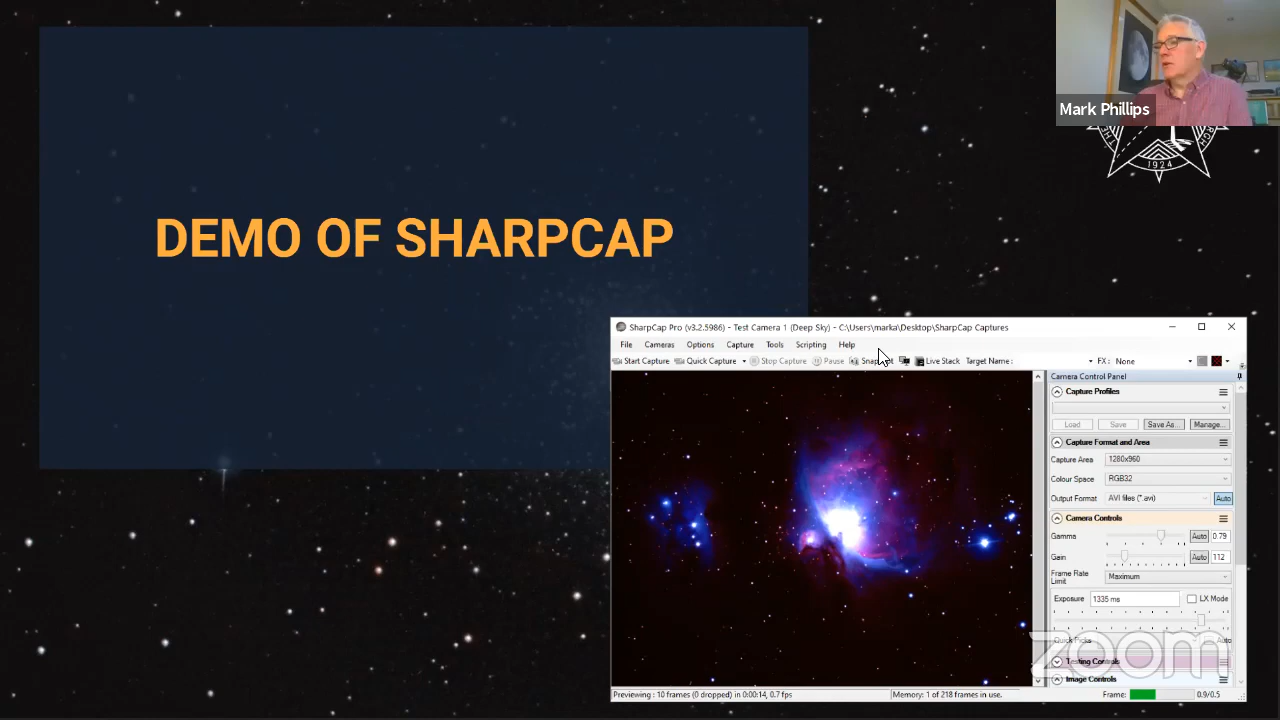 Mark Phillips
1924
DEMO OF SHARPCAP
SharpCap Pro (v3.2.5986) - Test Camera 1 (Deep Sky) - C:\Users\marka\Desktop\SharpCap Captures
File Cameras Options Capture Tools Scripting Help
Start Capture Quick Capture Stop Capture Pause Live Stack Target Name: FX: None
Camera Control Panel
Capture Profiles
Load Save Save As... Manage...
Capture Format and Area
Capture Area 1280x960
Colour Space RGB32
Output Format AVI files (*.avi) Auto
Camera Controls
Gamma Auto 0.79
Gain Auto 112
Frame Rate Limit Maximum
Exposure 1335 ms LX Mode
Quick Picks Auto
zoom
Testing Controls
Image Controls
Previewing : 10 frames (0 dropped) in 0:00:14, 0.7 fps Memory: 1 of 218 frames in use. Frame: 0.9/0.5